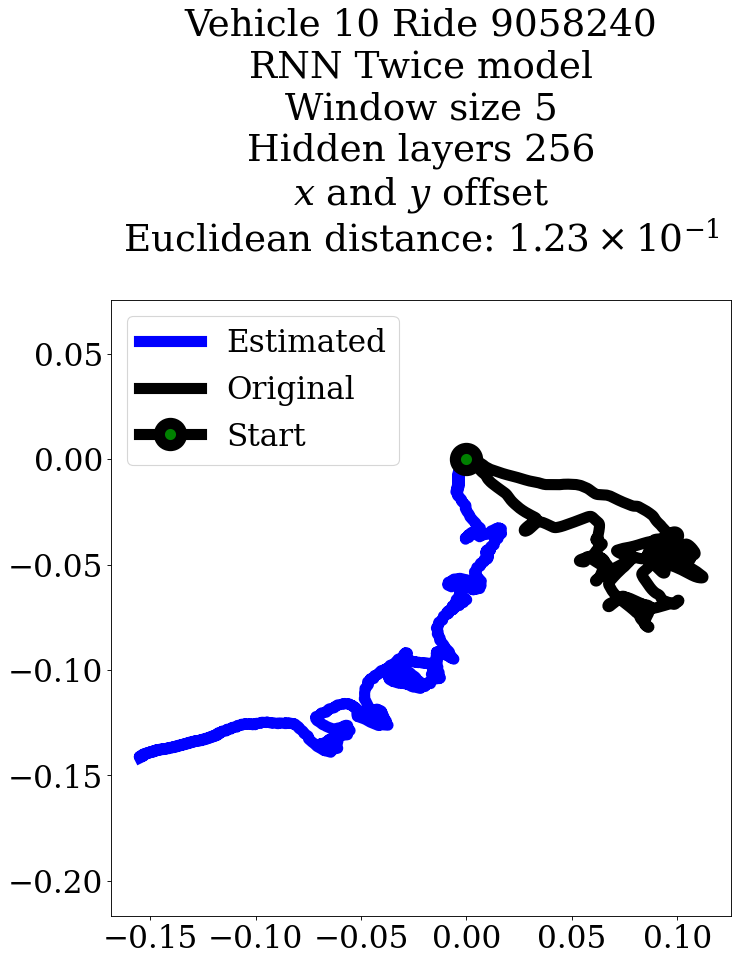 Vehicle 10 Ride 9058240
RNN Twice model
Window size 5
Hidden layers 256
x and y offset
Euclidean distance: 1.23 × 10⁻¹
Estimated
Original
Start
0.05
0.00
−0.05
−0.10
−0.15
−0.20
−0.15 −0.10 −0.05 0.00 0.05 0.10